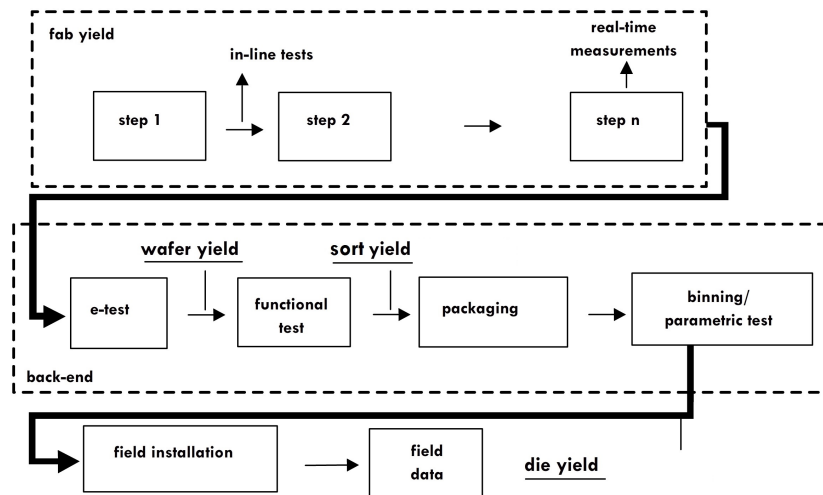 fab yield
in-line tests
real-time
measurements
step 1
step 2
step n
wafer yield
sort yield
e-test
functional
test
packaging
binning/
parametric test
back-end
field installation
field
data
die yield